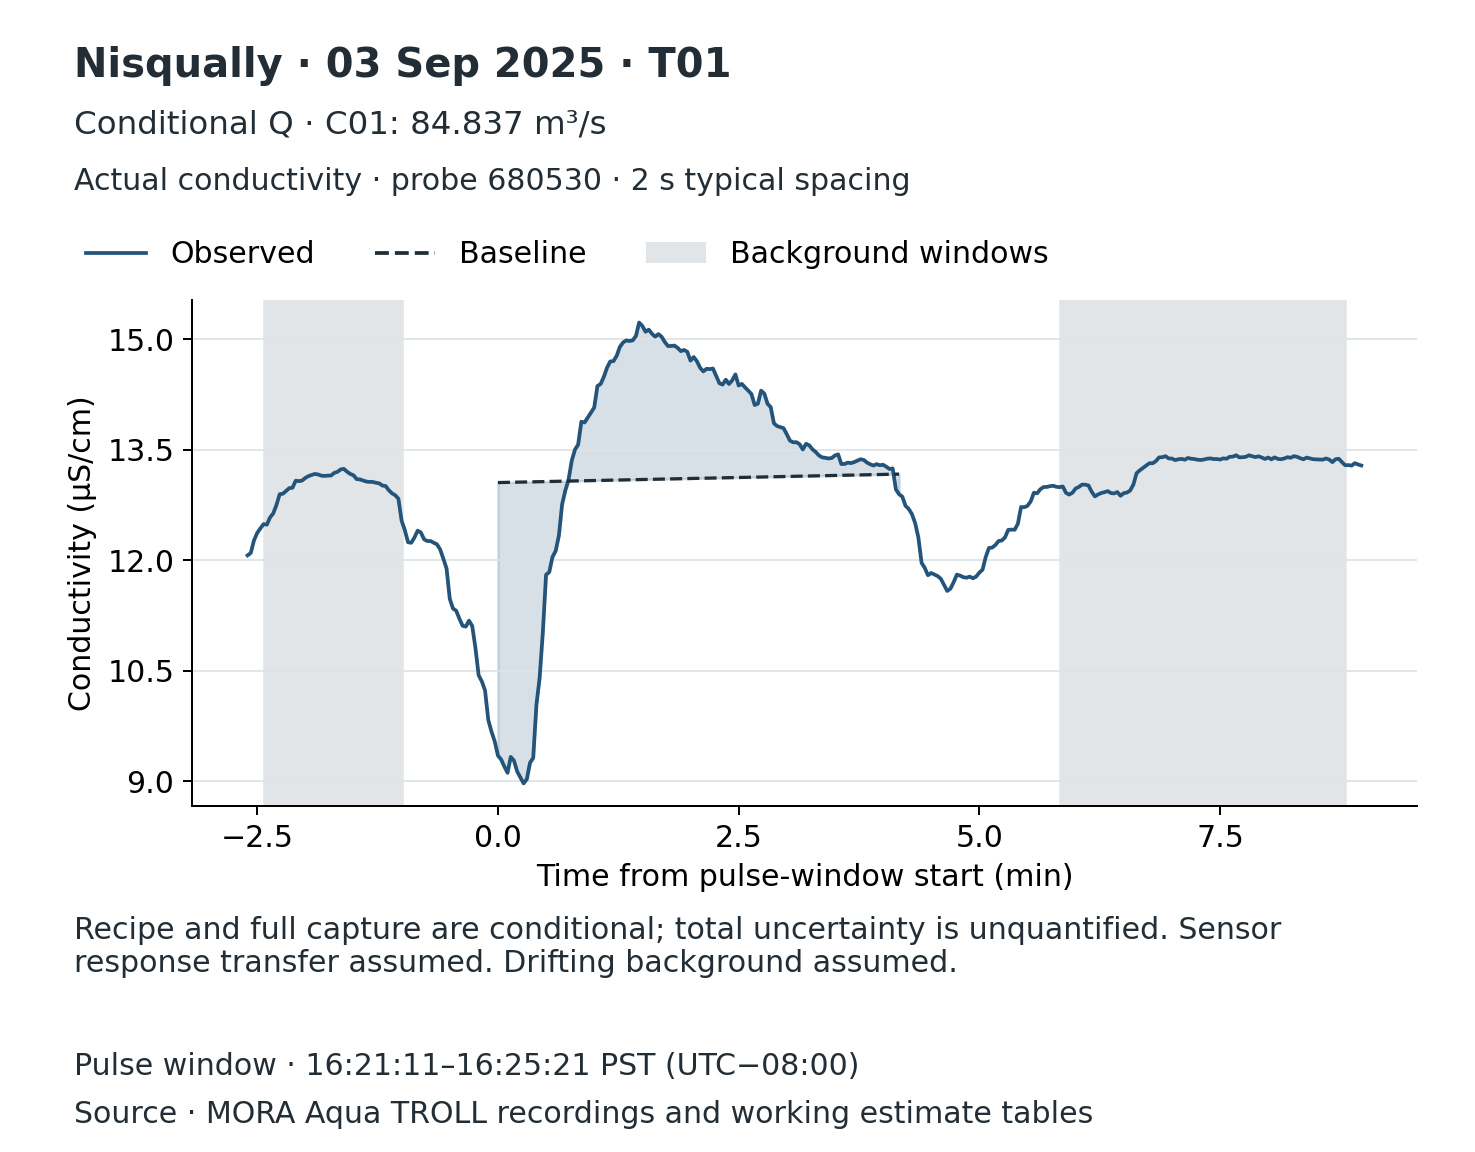 Nisqually · 03 Sep 2025 · T01
Conditional Q · C01: 84.837 m³/s
Actual conductivity · probe 680530 · 2 s typical spacing
Observed
Baseline
Background windows
Conductivity (µS/cm)
15.0
13.5
12.0
10.5
9.0
−2.5
0.0
2.5
5.0
7.5
Time from pulse-window start (min)
Recipe and full capture are conditional; total uncertainty is unquantified. Sensor
response transfer assumed. Drifting background assumed.
Pulse window · 16:21:11–16:25:21 PST (UTC−08:00)
Source · MORA Aqua TROLL recordings and working estimate tables